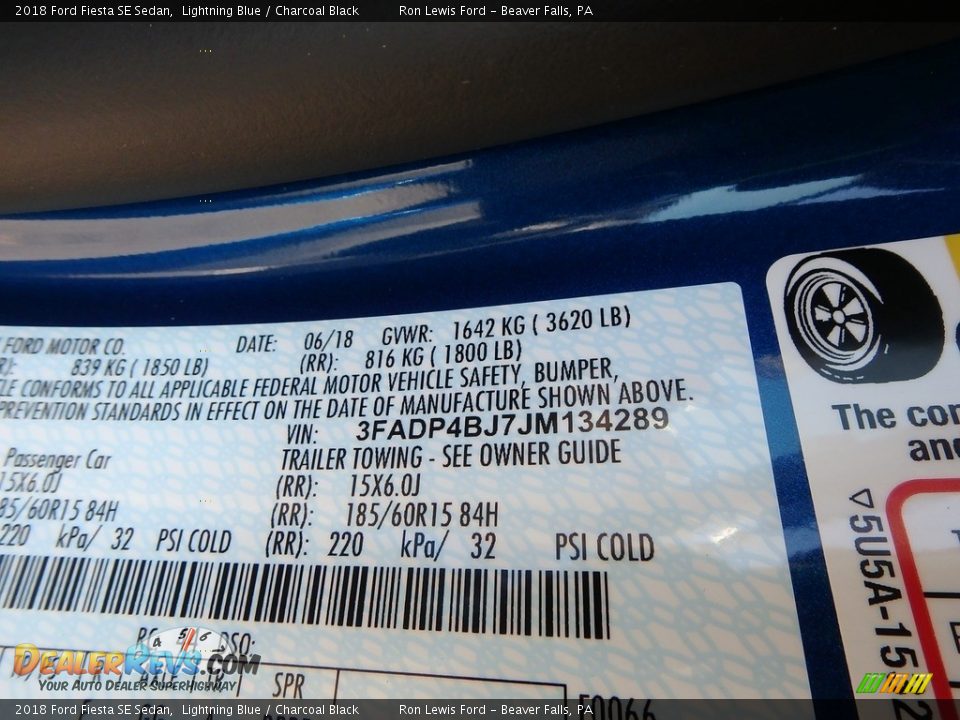 2018 Ford Fiesta SE Sedan, Lightning Blue / Charcoal Black Ron Lewis Ford - Beaver Falls, PA
FORD MOTOR CO. DATE: 06/18 GVWR: 1642 KG ( 3620 LB)
839 KG ( 1850 LB) (RR): 816 KG ( 1800 LB)
CONFORMS TO ALL APPLICABLE FEDERAL MOTOR VEHICLE SAFETY, BUMPER,
PREVENTION STANDARDS IN EFFECT ON THE DATE OF MANUFACTURE SHOWN ABOVE.
VIN: 3FADP4BJ7JM134289
Passenger Car TRAILER TOWING - SEE OWNER GUIDE
15X6.0J (RR): 15X6.0J
85/60R15 84H (RR): 185/60R15 84H
220 kPa/ 32 PSI COLD (RR): 220 kPa/ 32 PSI COLD
DSO:
SPR
The
and
5U5A-15
DEALERREVS.COM
YOUR AUTO DEALER SUPERHIGHWAY
2018 Ford Fiesta SE Sedan, Lightning Blue / Charcoal Black Ron Lewis Ford - Beaver Falls, PA